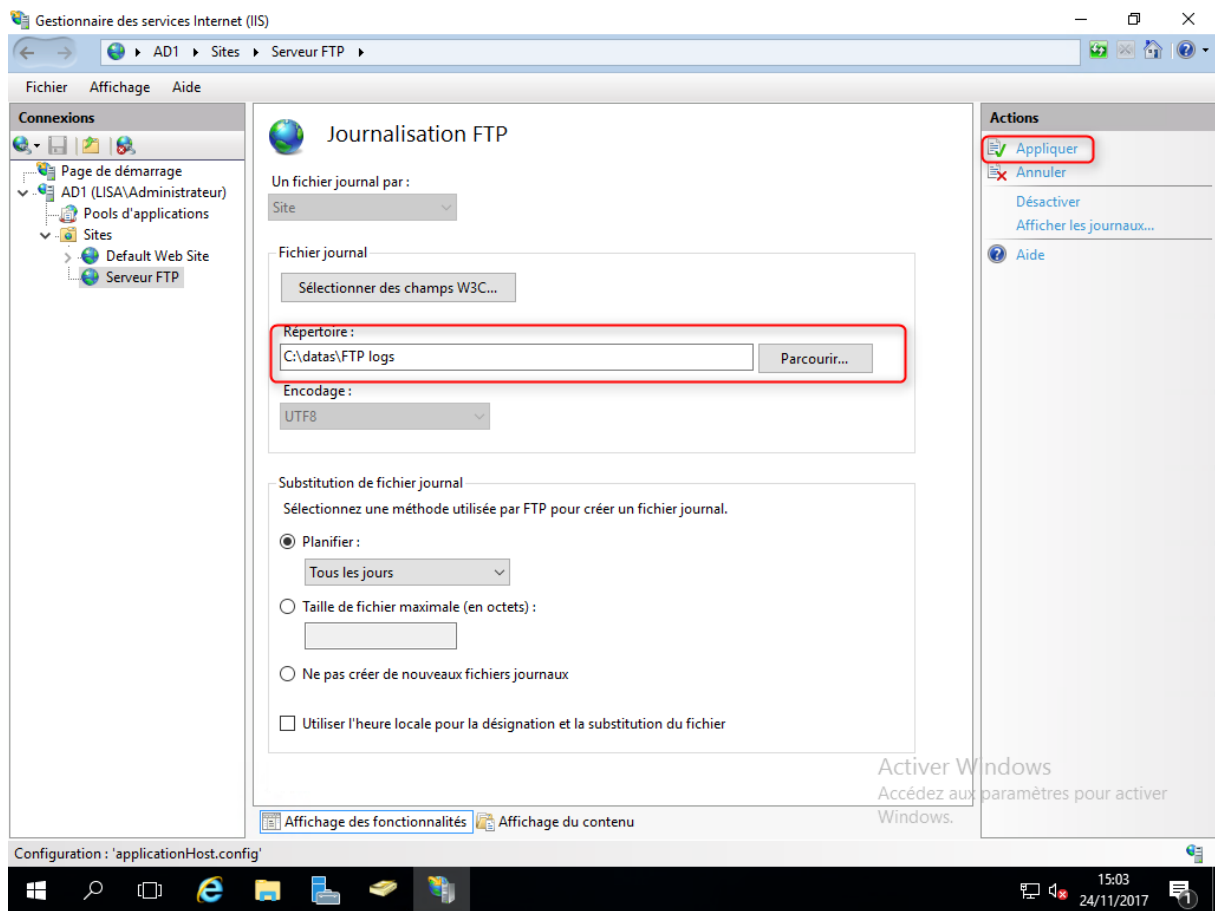 Gestionnaire des services Internet (IIS)
AD1 Sites Serveur FTP
Fichier Affichage Aide
Connexions
Page de démarrage
AD1 (LISA\Administrateur)
Pools d'applications
Sites
Default Web Site
Serveur FTP
Journalisation FTP
Un fichier journal par :
Site
Fichier journal
Sélectionner des champs W3C...
Répertoire :
C:\datas\FTP logs
Parcourir...
Encodage :
UTF8
Substitution de fichier journal
Sélectionnez une méthode utilisée par FTP pour créer un fichier journal.
Planifier :
Tous les jours
Taille de fichier maximale (en octets) :
Ne pas créer de nouveaux fichiers journaux
Utiliser l'heure locale pour la désignation et la substitution du fichier
Affichage des fonctionnalités Affichage du contenu
Actions
Appliquer
Annuler
Désactiver
Afficher les journaux...
Aide
Activer Windows
Accédez aux paramètres pour activer
Windows.
Configuration : 'applicationHost.config'
15:03
24/11/2017
1